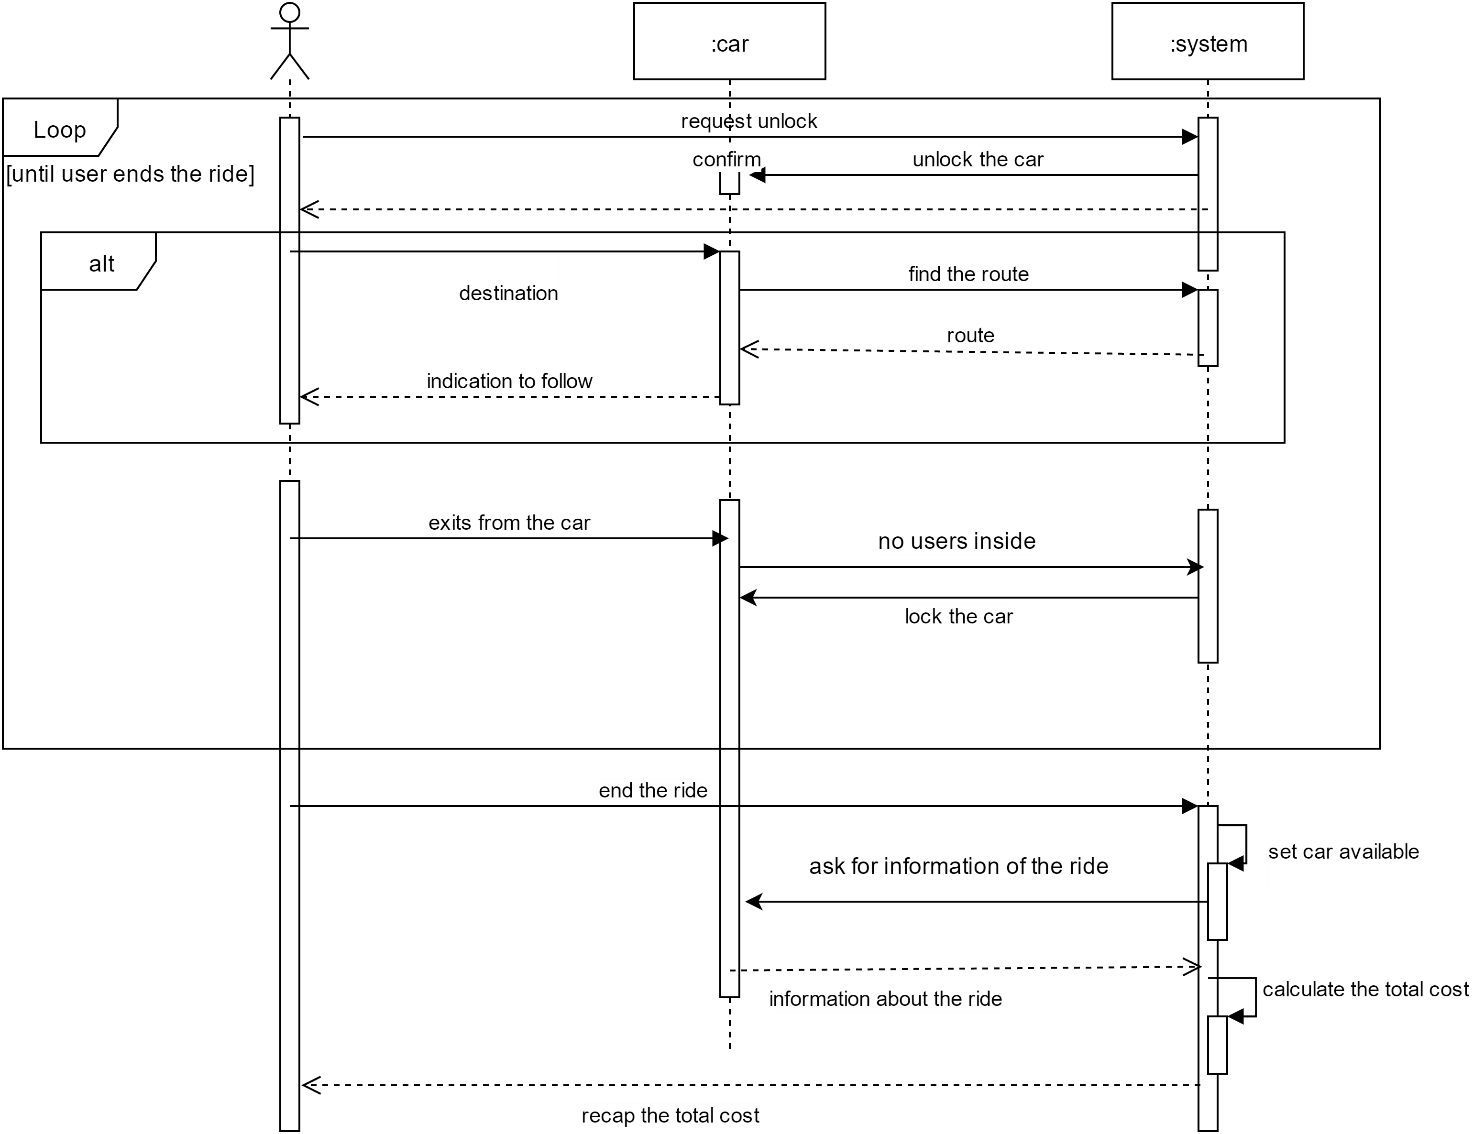 :car
:system
Loop
request unlock
confirm
unlock the car
[until user ends the ride]
alt
find the route
destination
route
indication to follow
exits from the car
no users inside
lock the car
end the ride
set car available
ask for information of the ride
calculate the total cost
information about the ride
recap the total cost